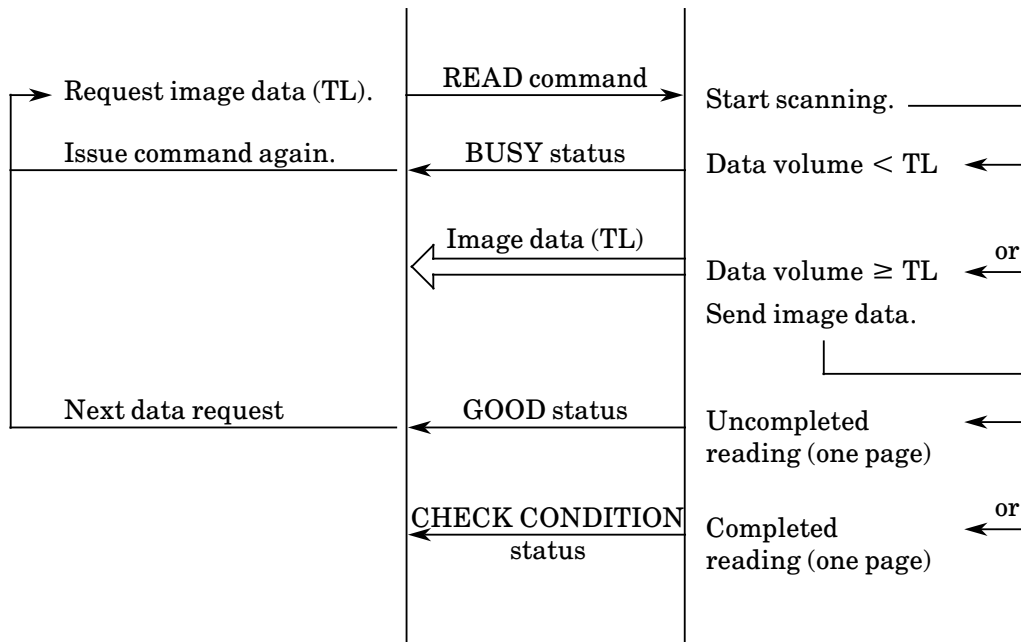 Request image data (TL).
READ command
Start scanning.
Issue command again.
BUSY status
Data volume < TL
Image data (TL)
or
Data volume ≥ TL
Send image data.
Next data request
GOOD status
Uncompleted
reading (one page)
CHECK CONDITION
status
or
Completed
reading (one page)